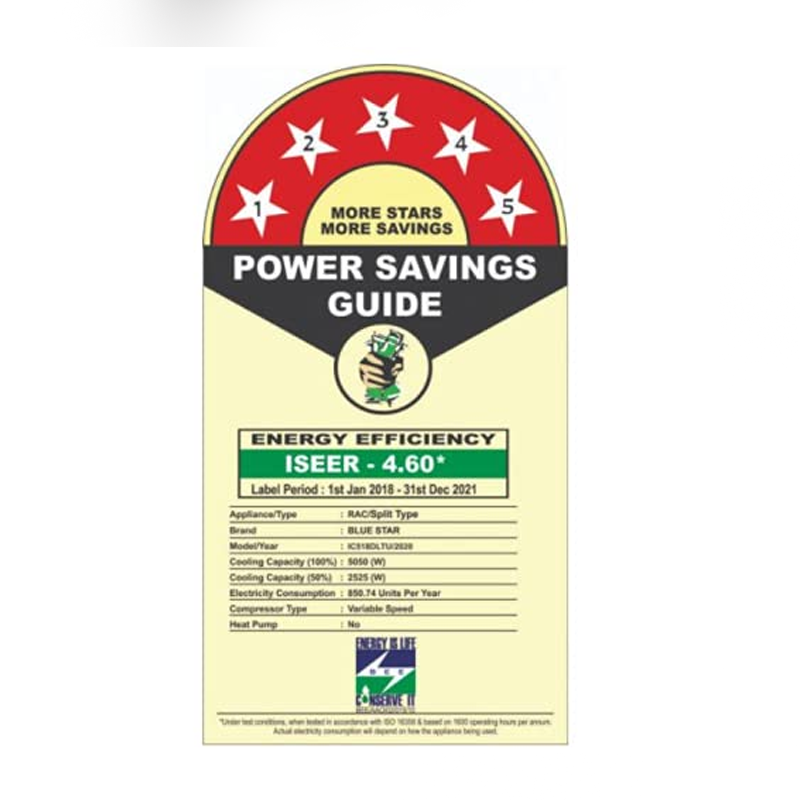 1 2 3 4 5
MORE STARS
MORE SAVINGS
POWER SAVINGS
GUIDE
ENERGY EFFICIENCY
ISEER - 4.60*
Label Period : 1st Jan 2018 - 31st Dec 2021
Appliance/Type : RAC/Split Type
Brand : BLUE STAR
Model/Year : IC518DLTU/2020
Cooling Capacity (100%) : 5050 (W)
Cooling Capacity (50%) : 2525 (W)
Electricity Consumption : 850.74 Units Per Year
Compressor Type : Variable Speed
Heat Pump : No
ENERGY IS LIFE
BEE
CONSERVE IT
*Under test conditions, when tested in accordance with ISO 16358 & based on 1600 operating hours per annum.
Actual electricity consumption will depend on how the appliance being used.